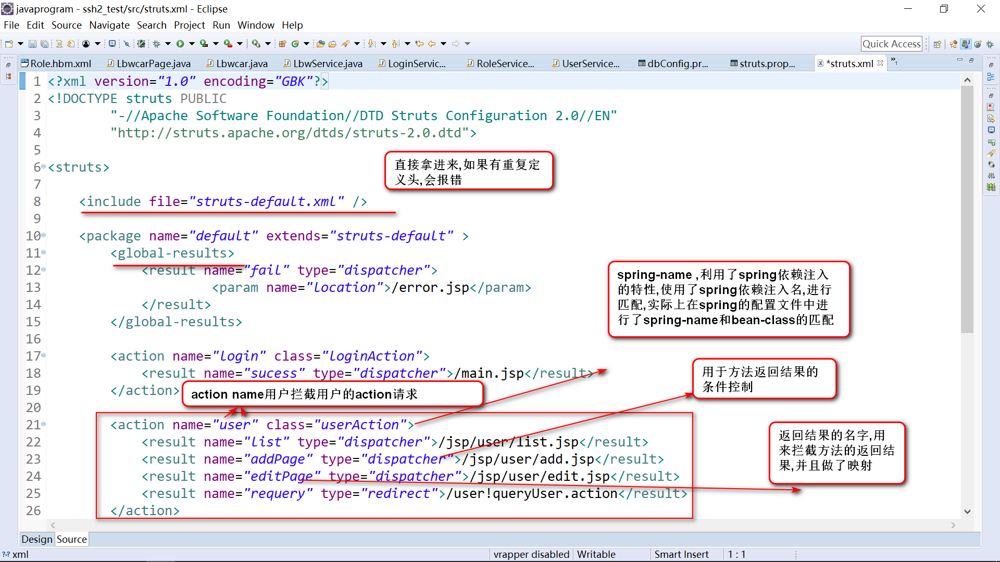 javaprogram - ssh2_test/src/struts.xml - Eclipse
File Edit Source Navigate Search Project Run Window Help
Quick Access
Role.hbm.xml LbwcarPage.java Lbwcar.java LbwService.java LoginServic... RoleService... UserService... dbConfig.pr... struts.prop... *struts.xml »1
1 <?xml version="1.0" encoding="GBK"?>
2 <!DOCTYPE struts PUBLIC
3 "-//Apache Software Foundation//DTD Struts Configuration 2.0//EN"
4 "http://struts.apache.org/dtds/struts-2.0.dtd">
5
6 <struts>
直接拿进来,如果有重复定
义头,会报错
7
8 <include file="struts-default.xml" />
9
10 <package name="default" extends="struts-default" >
11 <global-results>
12 <result name="fail" type="dispatcher">
13 <param name="location">/error.jsp</param>
14 </result>
15 </global-results>
spring-name ,利用了spring依赖注入
的特性,使用了spring依赖注入名,进行
匹配,实际上在spring的配置文件中进
行了spring-name和bean-class的匹配
16
17 <action name="login" class="loginAction">
18 <result name="sucess" type="dispatcher">/main.jsp</result>
19 </action>
用于方法返回结果的
条件控制
action name用户拦截用户的action请求
20
21 <action name="user" class="userAction">
22 <result name="list" type="dispatcher">/jsp/user/list.jsp</result>
23 <result name="addPage" type="dispatcher">/jsp/user/add.jsp</result>
24 <result name="editPage" type="dispatcher">/jsp/user/edit.jsp</result>
25 <result name="requery" type="redirect">/user!queryUser.action</result>
26 </action>
返回结果的名字,用
来拦截方法的返回结
果,并且做了映射
Design Source
xml vrapper disabled Writable Smart Insert 1 : 1